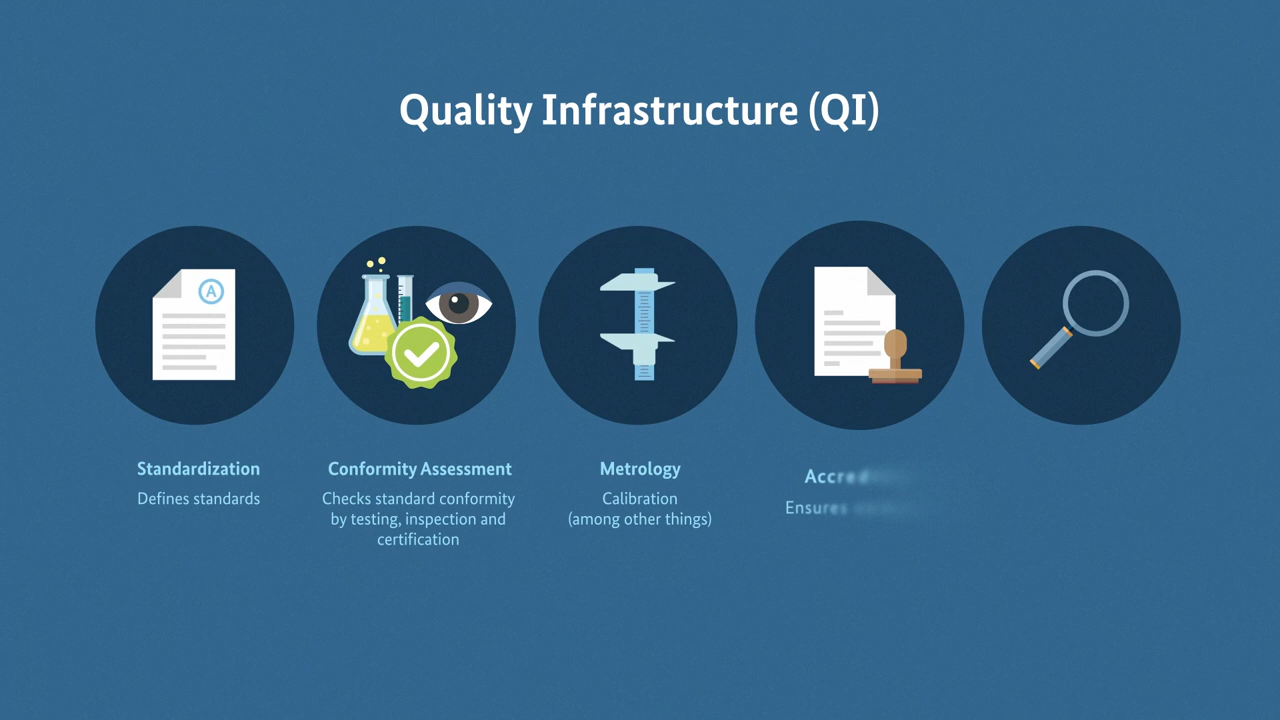 Quality Infrastructure (QI)
A
Standardization
Defines standards
Conformity Assessment
Checks standard conformity
by testing, inspection and
certification
Metrology
Calibration
(among other things)
Accred
Ensures